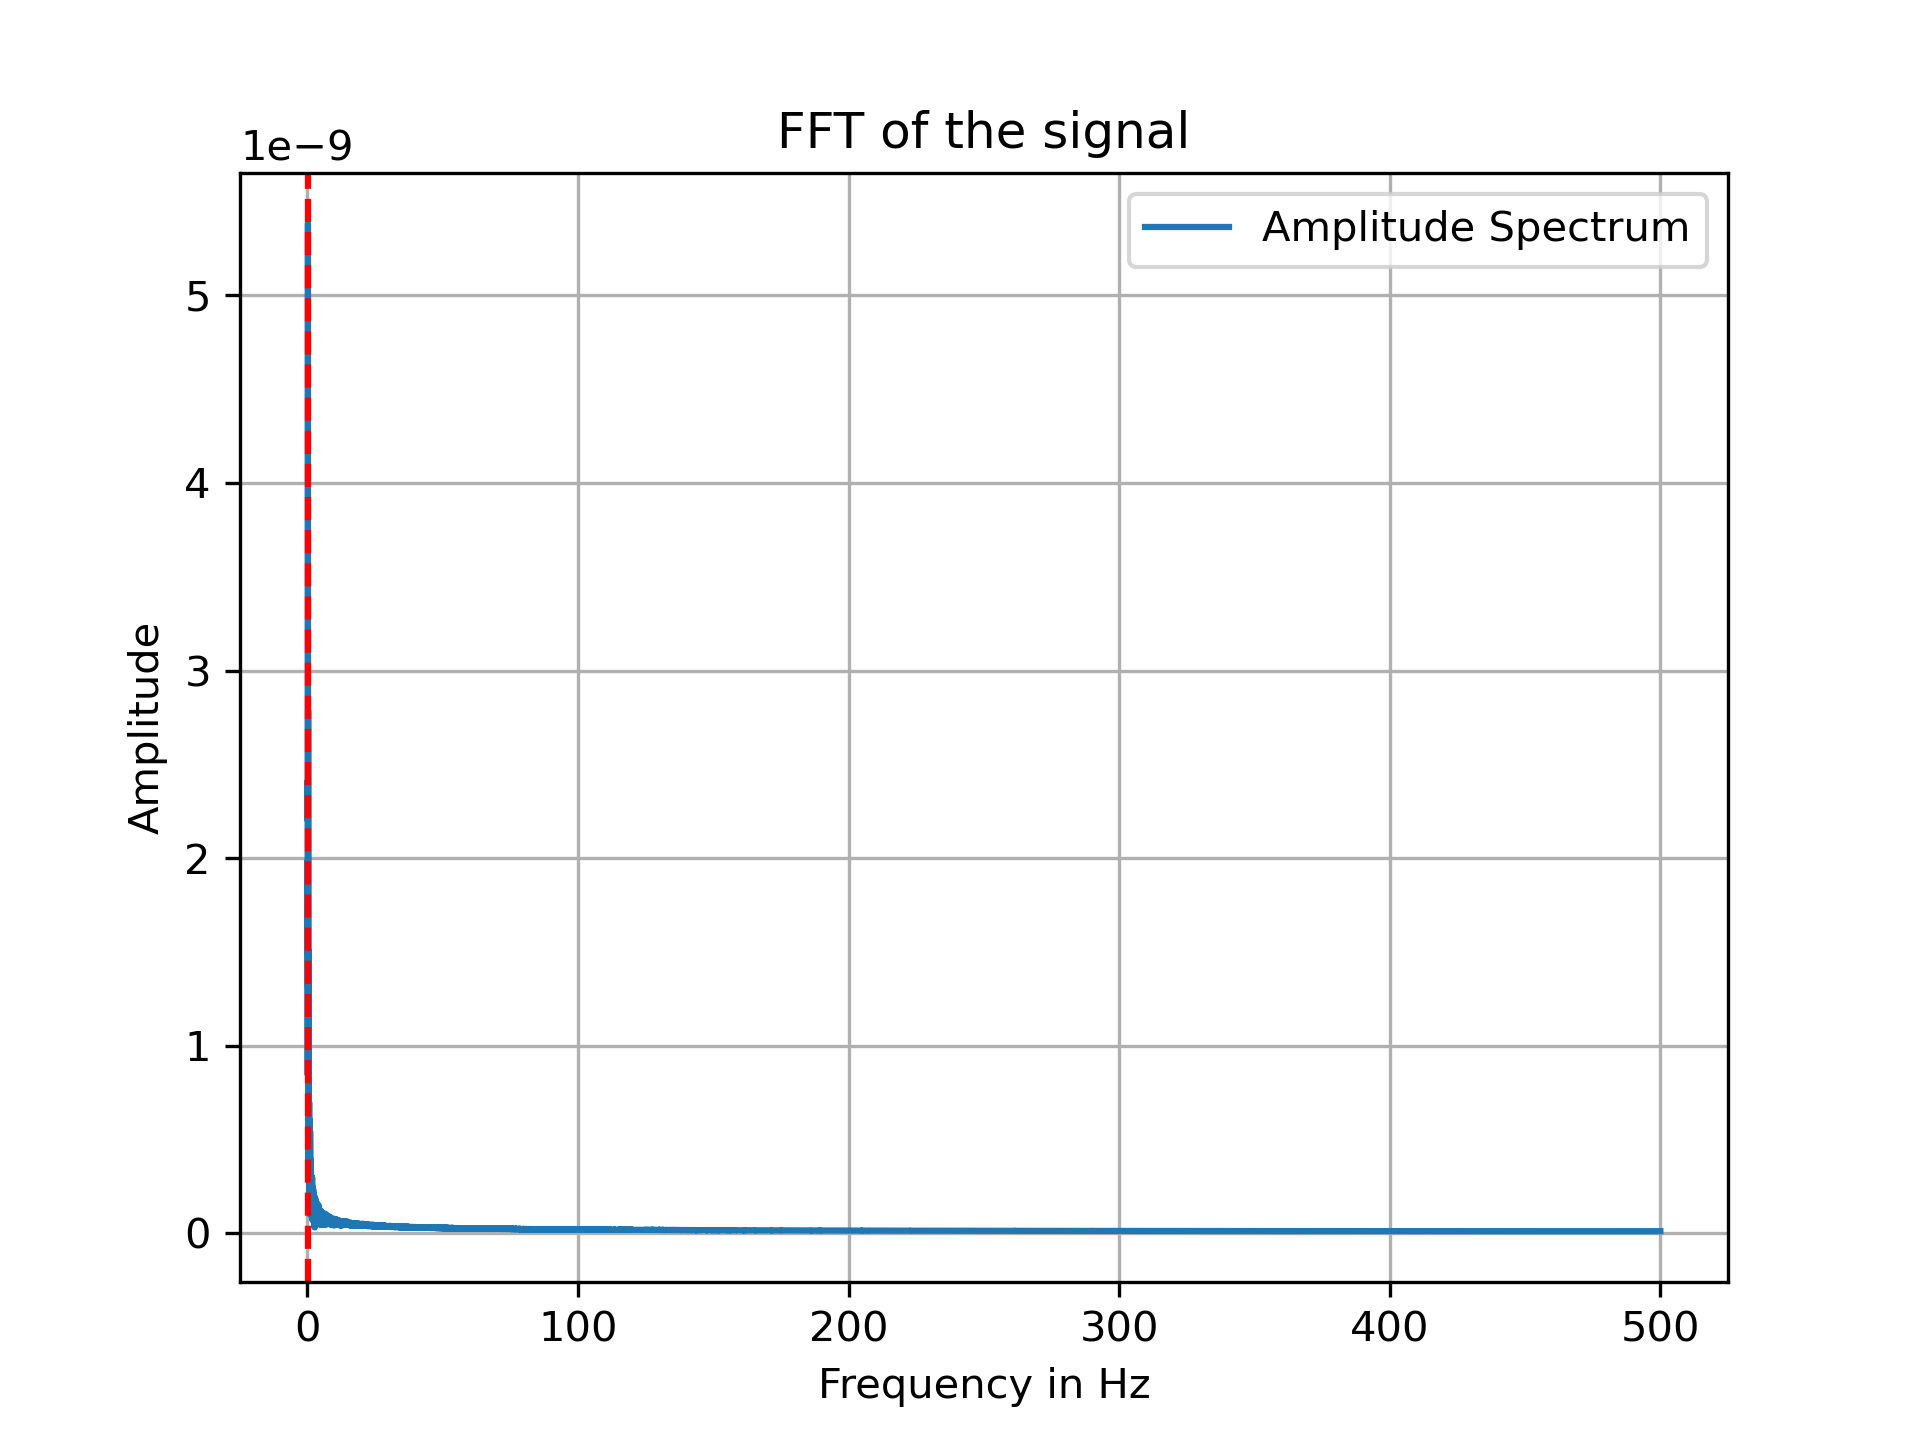 FFT of the signal
1e−9
Amplitude Spectrum
5
4
3
2
1
0
Amplitude
0 100 200 300 400 500
Frequency in Hz